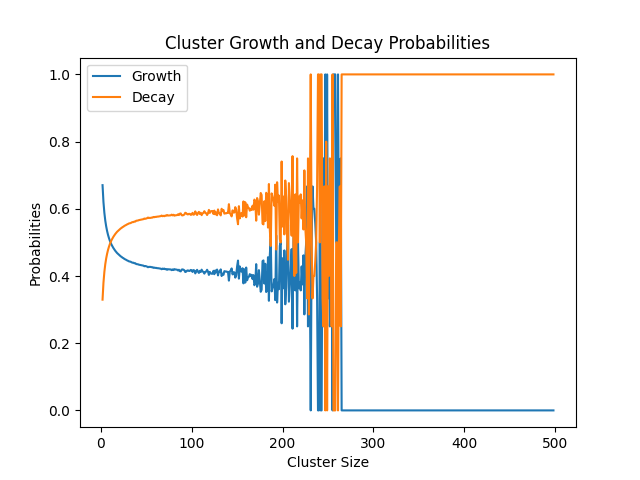 Cluster Growth and Decay Probabilities
Growth
Decay
Probabilities
1.0
0.8
0.6
0.4
0.2
0.0
0
100
200
300
400
500
Cluster Size